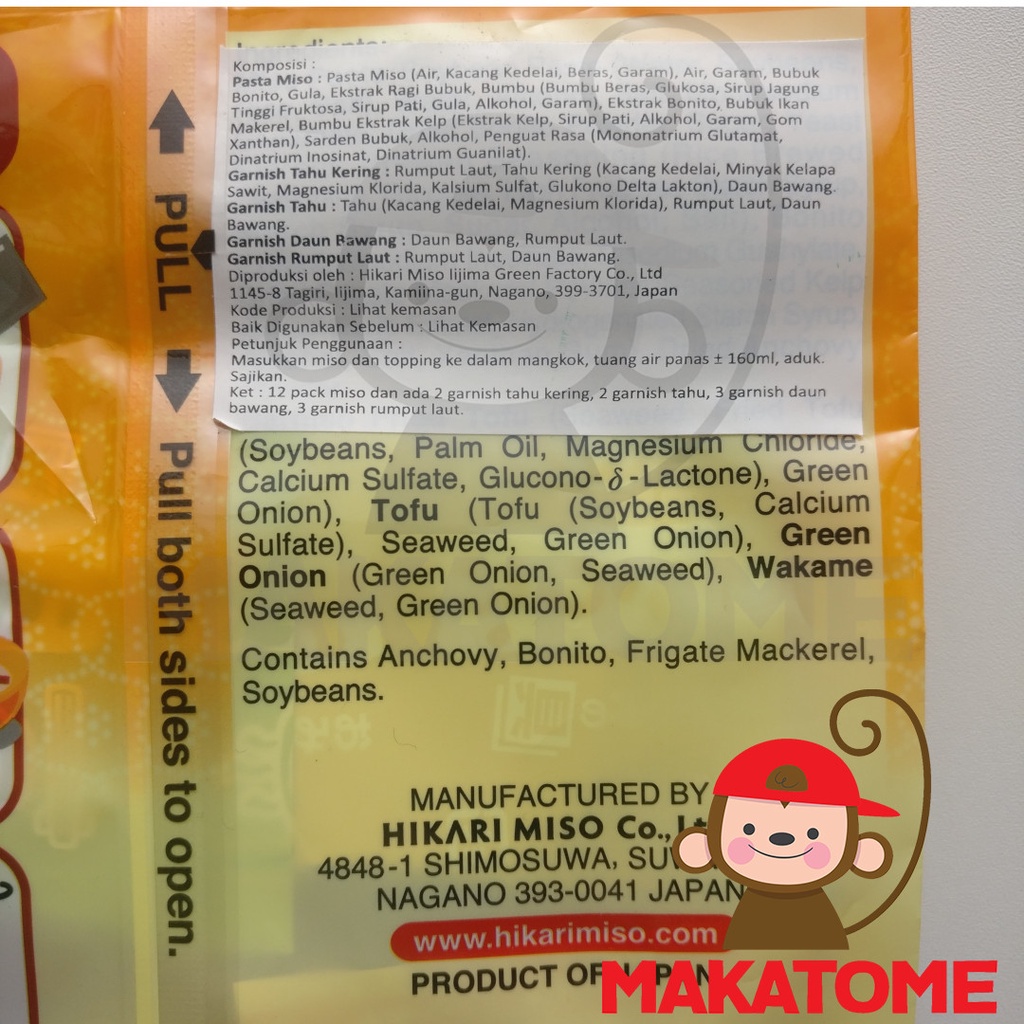 Ingredients:
Komposisi :
Pasta Miso : Pasta Miso (Air, Kacang Kedelai, Beras, Garam), Air, Garam, Bubuk
Bonito, Gula, Ekstrak Ragi Bubuk, Bumbu (Bumbu Beras, Glukosa, Sirup Jagung
Tinggi Fruktosa, Sirup Pati, Gula, Alkohol, Garam), Ekstrak Bonito, Bubuk Ikan
Makerel, Bumbu Ekstrak Kelp (Ekstrak Kelp, Sirup Pati, Alkohol, Garam, Gom
Xanthan), Sarden Bubuk, Alkohol, Penguat Rasa (Mononatrium Glutamat,
Dinatrium Inosinat, Dinatrium Guanilat).
Garnish Tahu Kering : Rumput Laut, Tahu Kering (Kacang Kedelai, Minyak Kelapa
Sawit, Magnesium Klorida, Kalsium Sulfat, Glukono Delta Lakton), Daun Bawang.
Garnish Tahu : Tahu (Kacang Kedelai, Magnesium Klorida), Rumput Laut, Daun
Bawang.
Garnish Daun Bawang : Daun Bawang, Rumput Laut.
Garnish Rumput Laut : Rumput Laut, Daun Bawang.
Diproduksi oleh : Hikari Miso Iijima Green Factory Co., Ltd
1145-8 Tagiri, Iijima, Kamiina-gun, Nagano, 399-3701, Japan
Kode Produksi : Lihat kemasan
Baik Digunakan Sebelum : Lihat Kemasan
Petunjuk Penggunaan :
Masukkan miso dan topping ke dalam mangkok, tuang air panas ± 160ml, aduk.
Sajikan.
Ket : 12 pack miso dan ada 2 garnish tahu kering, 2 garnish tahu, 3 garnish daun
bawang, 3 garnish rumput laut.
(Soybeans, Palm Oil, Magnesium Chloride,
Calcium Sulfate, Glucono-δ-Lactone), Green
Onion), Tofu (Tofu (Soybeans, Calcium
Sulfate), Seaweed, Green Onion), Green
Onion (Green Onion, Seaweed), Wakame
(Seaweed, Green Onion).
Contains Anchovy, Bonito, Frigate Mackerel,
Soybeans.
MANUFACTURED BY
HIKARI MISO Co.,
4848-1 SHIMOSUWA,
NAGANO 393-0041 JAPAN
www.hikarimiso.com
PRODUCT OF JAPAN
PULL
Pull both sides to open.
MAKATOME